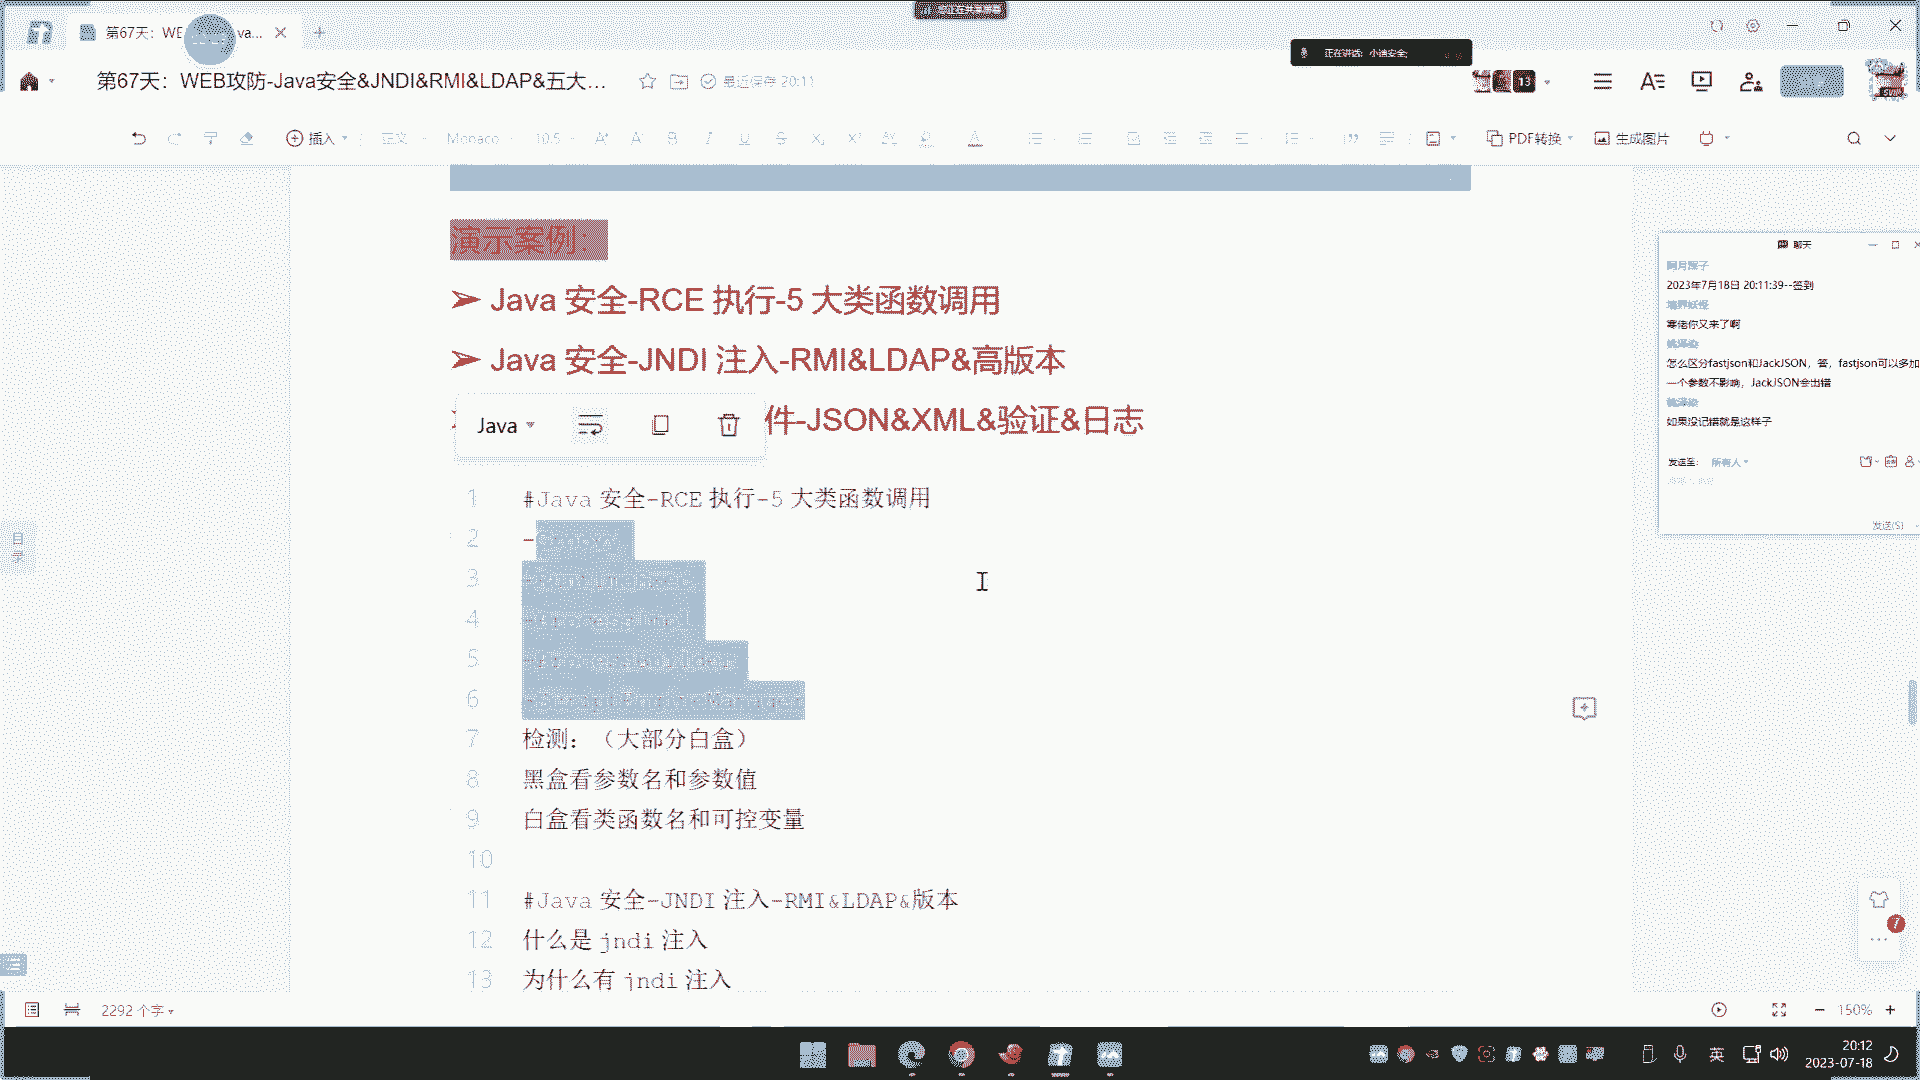 第67天：WE
va...
正在讲话: 小迪安全;
第67天：WEB攻防-Java安全&JNDI&RMI&LDAP&五大...
最近保存 20:11
13
插入
正文
Monaco
10.5
PDF转换
生成图片
演示案例：
➢ Java 安全-RCE 执行-5 大类函数调用
➢ Java 安全-JNDI 注入-RMI&LDAP&高版本
件-JSON&XML&验证&日志
Java
1 #Java 安全-RCE 执行-5 大类函数调用
2
3
4
5 -ProcessBuilder
6 -ScriptEngineManager
7 检测：（大部分白盒）
8 黑盒看参数名和参数值
9 白盒看类函数名和可控变量
10
11 #Java 安全-JNDI 注入-RMI&LDAP&版本
12 什么是 jndi 注入
13 为什么有 jndi 注入
聊天
2023年7月18日 20:11:39--签到
寒佬你又来了啊
怎么区分fastjson和JackJSON，答，fastjson可以多加
一个参数不影响，JackJSON会出错
如果没记错就是这样子
发送至: 所有人
发送(S)
目录
7
2292 个字
150%
英
20:12
2023-07-18